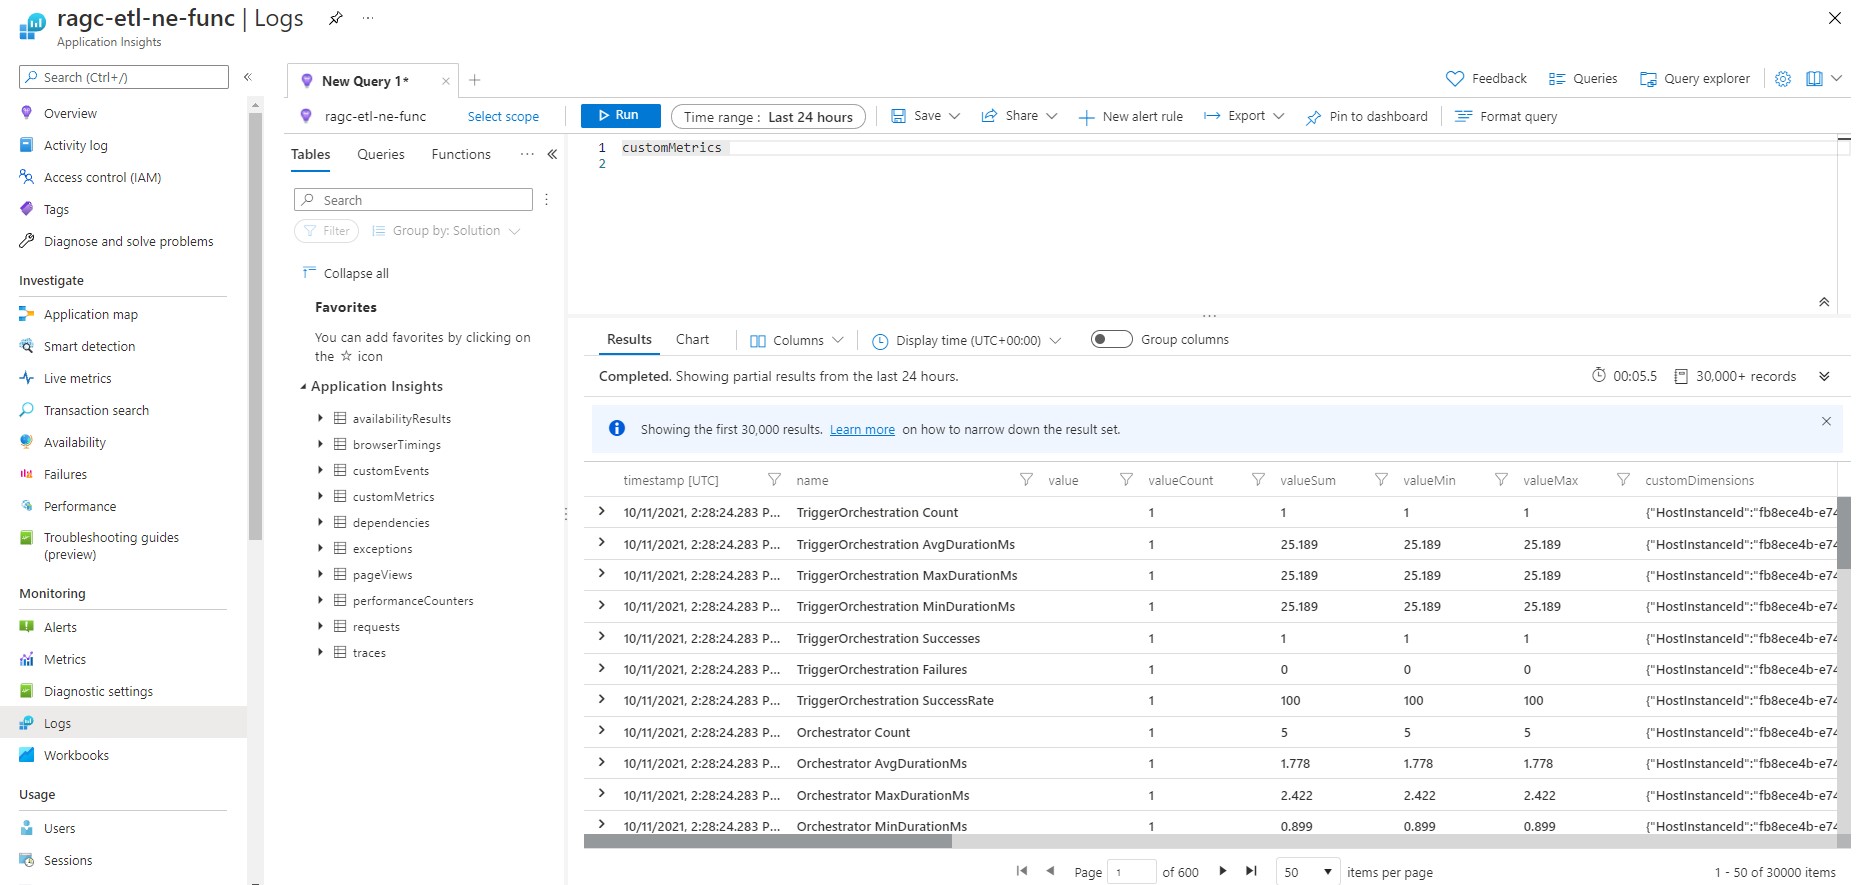 ragc-etl-ne-func | Logs
Application Insights
Search (Ctrl+/)
Overview
Activity log
Access control (IAM)
Tags
Diagnose and solve problems
Investigate
Application map
Smart detection
Live metrics
Transaction search
Availability
Failures
Performance
Troubleshooting guides
(preview)
Monitoring
Alerts
Metrics
Diagnostic settings
Logs
Workbooks
Usage
Users
Sessions
New Query 1*
Feedback Queries Query explorer
ragc-etl-ne-func Select scope Run Time range : Last 24 hours Save Share New alert rule Export Pin to dashboard Format query
Tables Queries Functions
Search
Filter Group by: Solution
Collapse all
Favorites
You can add favorites by clicking on
the ☆ icon
Application Insights
availabilityResults
browserTimings
customEvents
customMetrics
dependencies
exceptions
pageViews
performanceCounters
requests
traces
1 customMetrics
2
Results Chart Columns Display time (UTC+00:00) Group columns
Completed. Showing partial results from the last 24 hours. 00:05.5 30,000+ records
Showing the first 30,000 results. Learn more on how to narrow down the result set.
timestamp [UTC] name value valueCount valueSum valueMin valueMax customDimensions
10/11/2021, 2:28:24.283 P... TriggerOrchestration Count 1 1 1 1 {"HostInstanceId":"fb8ece4b-e74
10/11/2021, 2:28:24.283 P... TriggerOrchestration AvgDurationMs 1 25.189 25.189 25.189 {"HostInstanceId":"fb8ece4b-e74
10/11/2021, 2:28:24.283 P... TriggerOrchestration MaxDurationMs 1 25.189 25.189 25.189 {"HostInstanceId":"fb8ece4b-e74
10/11/2021, 2:28:24.283 P... TriggerOrchestration MinDurationMs 1 25.189 25.189 25.189 {"HostInstanceId":"fb8ece4b-e74
10/11/2021, 2:28:24.283 P... TriggerOrchestration Successes 1 1 1 1 {"HostInstanceId":"fb8ece4b-e74
10/11/2021, 2:28:24.283 P... TriggerOrchestration Failures 1 0 0 0 {"HostInstanceId":"fb8ece4b-e74
10/11/2021, 2:28:24.283 P... TriggerOrchestration SuccessRate 1 100 100 100 {"HostInstanceId":"fb8ece4b-e74
10/11/2021, 2:28:24.283 P... Orchestrator Count 1 5 5 5 {"HostInstanceId":"fb8ece4b-e74
10/11/2021, 2:28:24.283 P... Orchestrator AvgDurationMs 1 1.778 1.778 1.778 {"HostInstanceId":"fb8ece4b-e74
10/11/2021, 2:28:24.283 P... Orchestrator MaxDurationMs 1 2.422 2.422 2.422 {"HostInstanceId":"fb8ece4b-e74
10/11/2021, 2:28:24.283 P... Orchestrator MinDurationMs 1 0.899 0.899 0.899 {"HostInstanceId":"fb8ece4b-e74
Page 1 of 600 50 items per page 1 - 50 of 30000 items